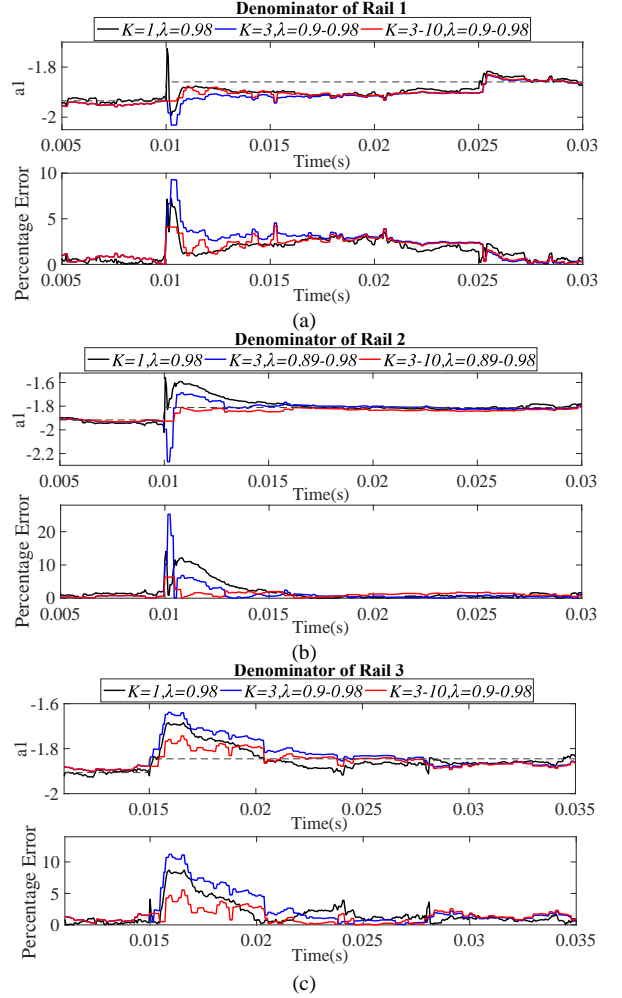 Denominator of Rail 1
K=1,λ=0.98 K=3,λ=0.9-0.98 K=3-10,λ=0.9-0.98
-1.8
a1
-2
0.005 0.01 0.015 0.02 0.025 0.03
Time(s)
10
Percentage Error
5
0
0.005 0.01 0.015 0.02 0.025 0.03
(a)
Denominator of Rail 2
K=1,λ=0.98 K=3,λ=0.89-0.98 K=3-10,λ=0.89-0.98
-1.6
-1.8
a1
-2
-2.2
0.005 0.01 0.015 0.02 0.025 0.03
Time(s)
Percentage Error
20
10
0
0.005 0.01 0.015 0.02 0.025 0.03
(b)
Denominator of Rail 3
K=1,λ=0.98 K=3,λ=0.9-0.98 K=3-10,λ=0.9-0.98
-1.6
a1
-1.8
-2
0.015 0.02 0.025 0.03 0.035
Time(s)
Percentage Error
10
5
0
0.015 0.02 0.025 0.03 0.035
(c)